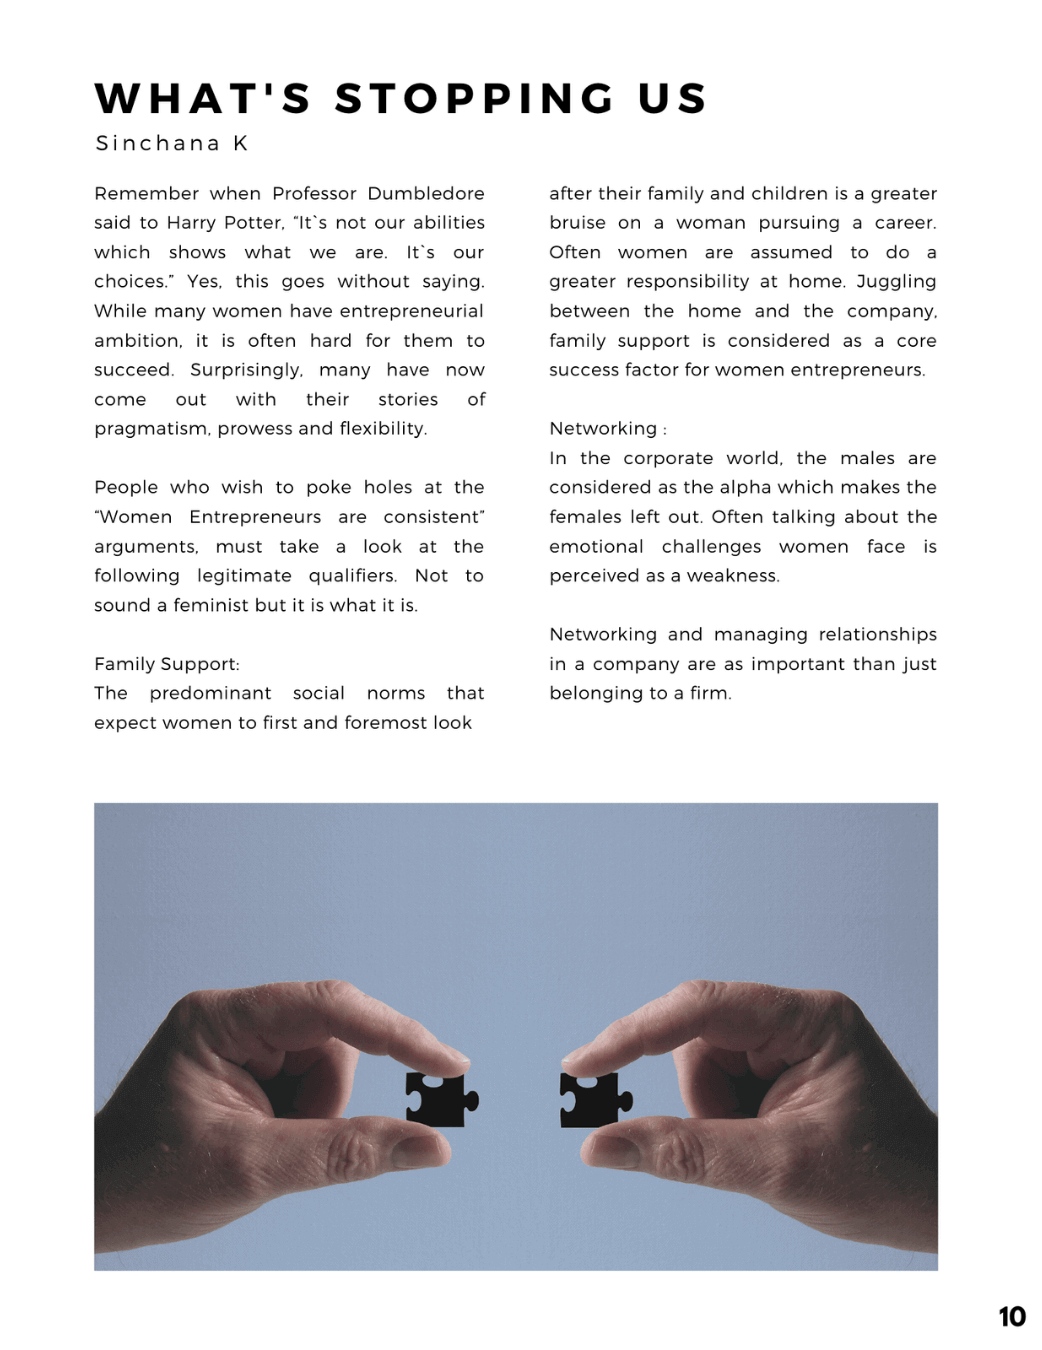 WHAT'S STOPPING US
Sinchana K
Remember when Professor Dumbledore
said to Harry Potter, “It`s not our abilities
which shows what we are. It`s our
choices.” Yes, this goes without saying.
While many women have entrepreneurial
ambition, it is often hard for them to
succeed. Surprisingly, many have now
come out with their stories of
pragmatism, prowess and flexibility.
People who wish to poke holes at the
“Women Entrepreneurs are consistent”
arguments, must take a look at the
following legitimate qualifiers. Not to
sound a feminist but it is what it is.
Family Support:
The predominant social norms that
expect women to first and foremost look
after their family and children is a greater
bruise on a woman pursuing a career.
Often women are assumed to do a
greater responsibility at home. Juggling
between the home and the company,
family support is considered as a core
success factor for women entrepreneurs.
Networking :
In the corporate world, the males are
considered as the alpha which makes the
females left out. Often talking about the
emotional challenges women face is
perceived as a weakness.
Networking and managing relationships
in a company are as important than just
belonging to a firm.
10